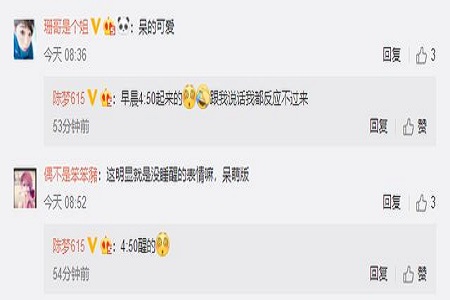 珊哥是个姐：呆的可爱
今天 08:36
回复 3
陈梦615：早晨4:50起来的跟我说话我都反应不过来
53分钟前
回复 赞
偶不是笨笨豬：这明显就是没睡醒的表情嘛，呆萌版
今天 08:52
回复 3
陈梦615：4:50醒的
54分钟前
回复 赞